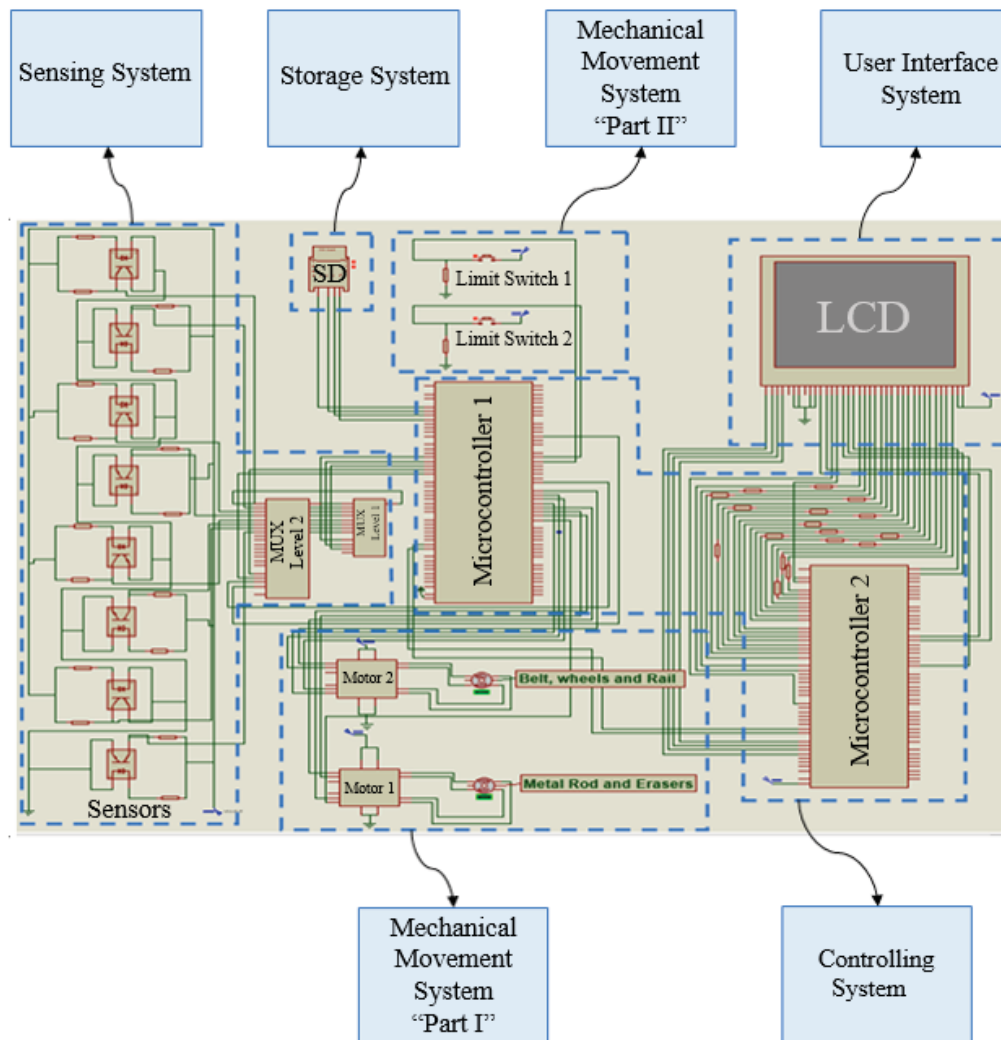 Sensing System
Storage System
Mechanical
Movement
System
“Part II”
User Interface
System
SD
Limit Switch 1
Limit Switch 2
LCD
Microcontroller 1
MUX
Level 2
MUX
Level 1
Microcontroller 2
Motor 2
Belt, wheels and Rail
Motor 1
Metal Rod and Erasers
Sensors
Mechanical
Movement
System
“Part I”
Controlling
System